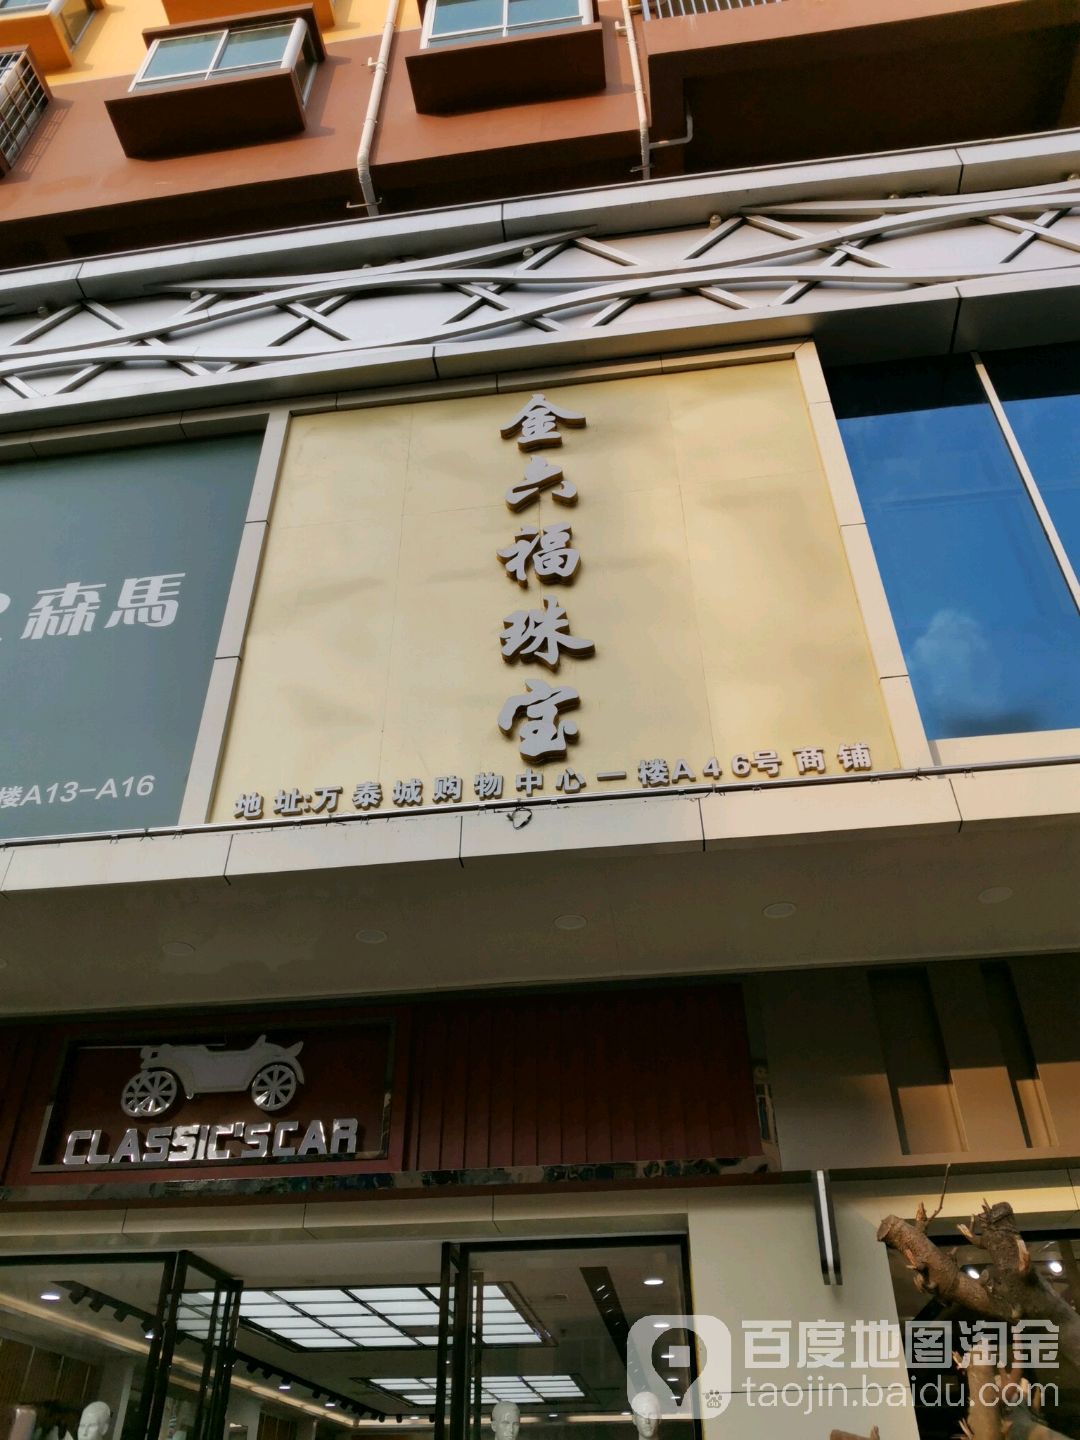 金六福珠宝
地址:万泰城购物中心一楼A46号商铺
森馬
楼A13-A16
CLASSIC'SCAR
百度地图淘金
taojin.baidu.com